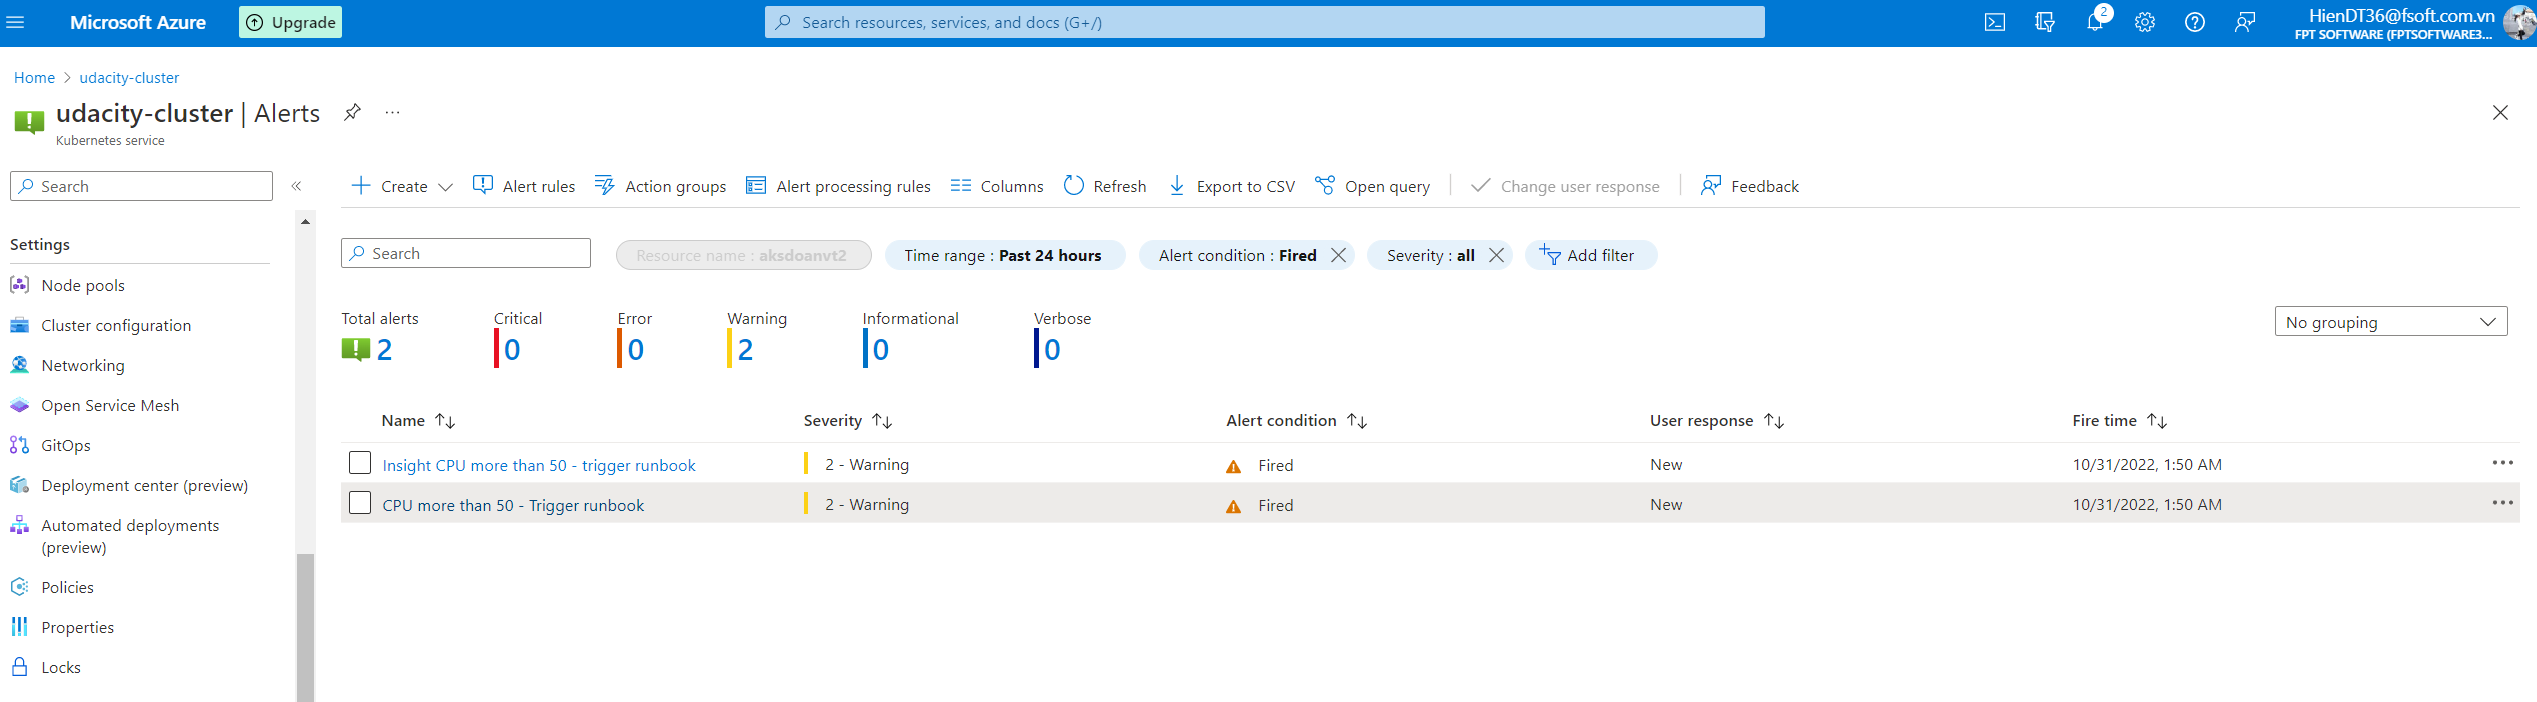 Microsoft Azure
Upgrade
Search resources, services, and docs (G+/)
2
HienDT36@fsoft.com.vn
FPT SOFTWARE (FPTSOFTWARE3...
Home > udacity-cluster
udacity-cluster | Alerts
...
Kubernetes service
Search
«
Create
Alert rules
Action groups
Alert processing rules
Columns
Refresh
Export to CSV
Open query
Change user response
Feedback
Settings
Node pools
Cluster configuration
Networking
Open Service Mesh
GitOps
Deployment center (preview)
Automated deployments
(preview)
Policies
Properties
Locks
Search
Resource name : aksdoanvt2
Time range : Past 24 hours
Alert condition : Fired
Severity : all
Add filter
Total alerts
2
Critical
0
Error
0
Warning
2
Informational
0
Verbose
0
No grouping
Name Severity Alert condition User response Fire time
Insight CPU more than 50 - trigger runbook 2 - Warning Fired New 10/31/2022, 1:50 AM
CPU more than 50 - Trigger runbook 2 - Warning Fired New 10/31/2022, 1:50 AM